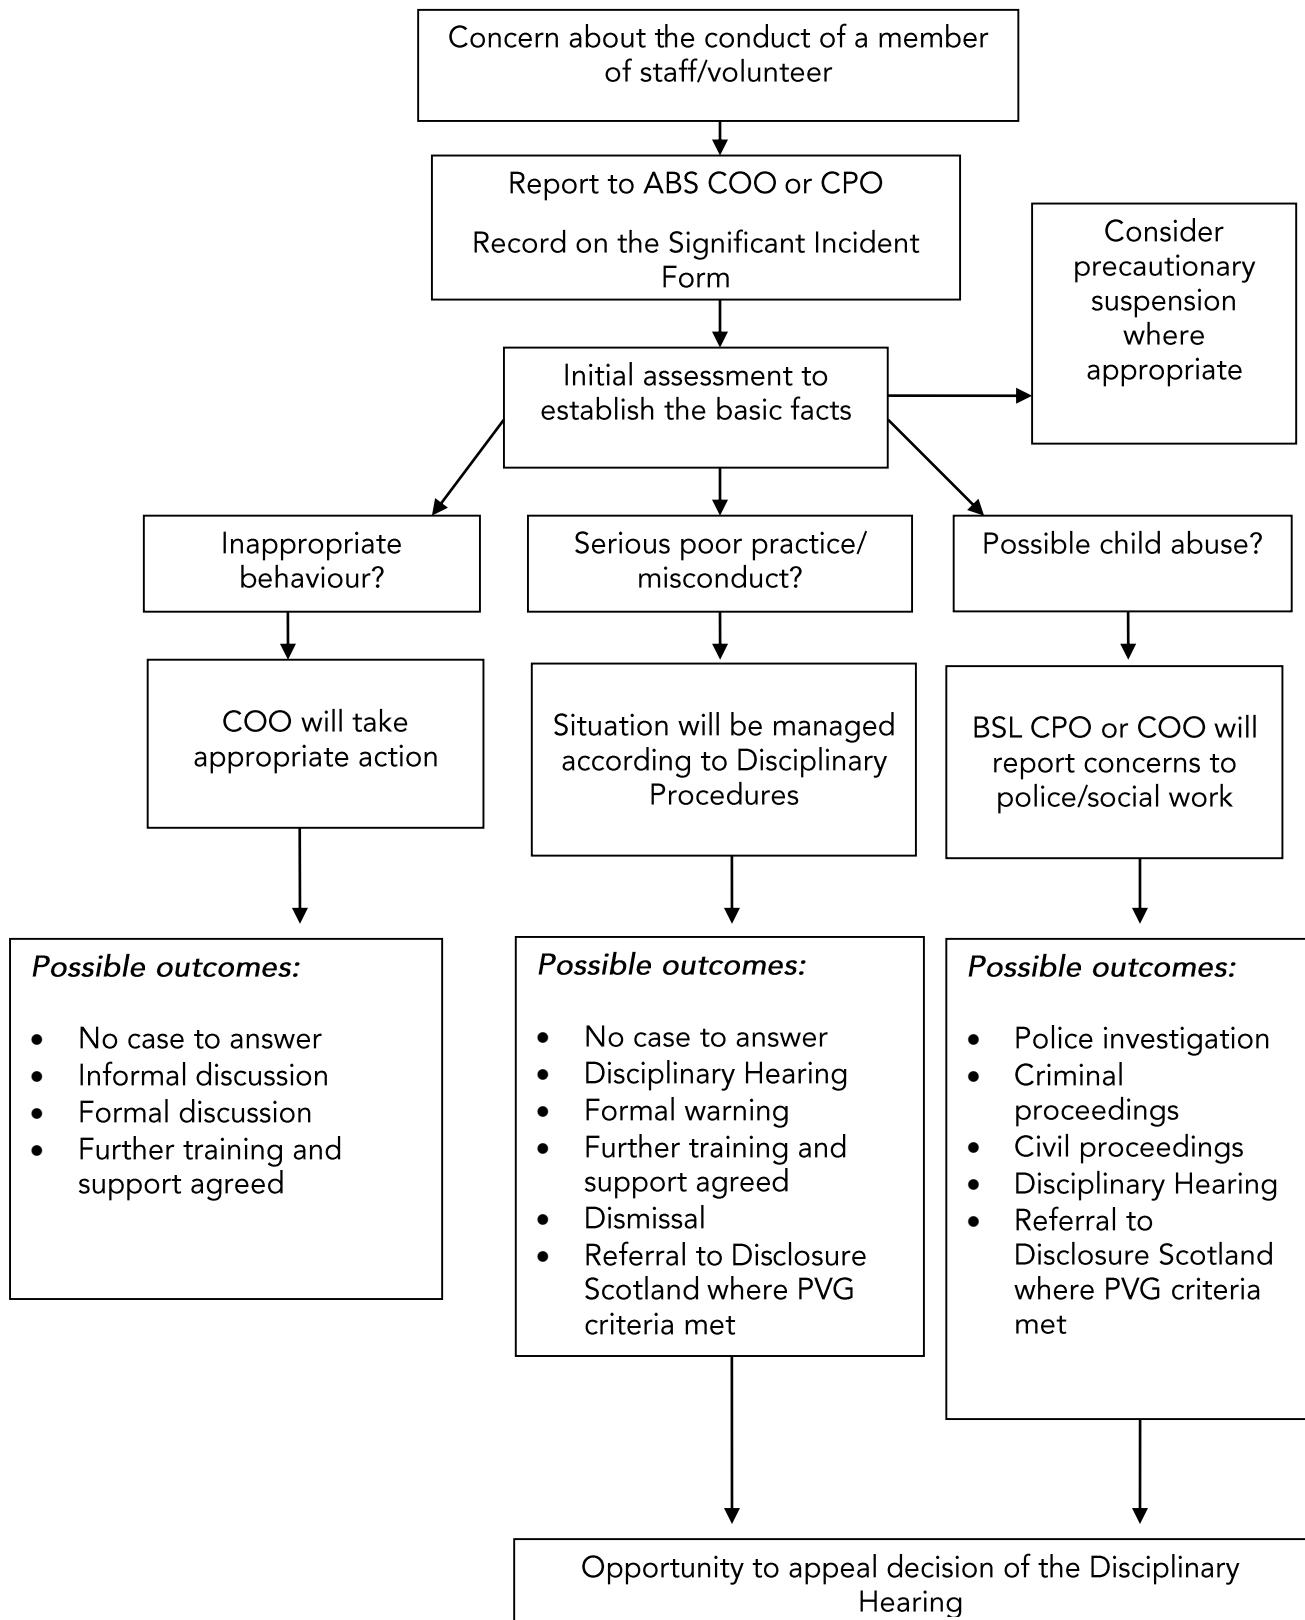 Concern about the conduct of a member
of staff/volunteer
Report to ABS COO or CPO
Record on the Significant Incident
Form
Consider
precautionary
suspension
where
appropriate
Initial assessment to
establish the basic facts
Inappropriate
behaviour?
Serious poor practice/
misconduct?
Possible child abuse?
COO will take
appropriate action
Situation will be managed
according to Disciplinary
Procedures
BSL CPO or COO will
report concerns to
police/social work
Possible outcomes:
• No case to answer
• Informal discussion
• Formal discussion
• Further training and
support agreed
Possible outcomes:
• No case to answer
• Disciplinary Hearing
• Formal warning
• Further training and
support agreed
• Dismissal
• Referral to Disclosure
Scotland where PVG
criteria met
Possible outcomes:
• Police investigation
• Criminal
proceedings
• Civil proceedings
• Disciplinary Hearing
• Referral to
Disclosure Scotland
where PVG criteria
met
Opportunity to appeal decision of the Disciplinary
Hearing